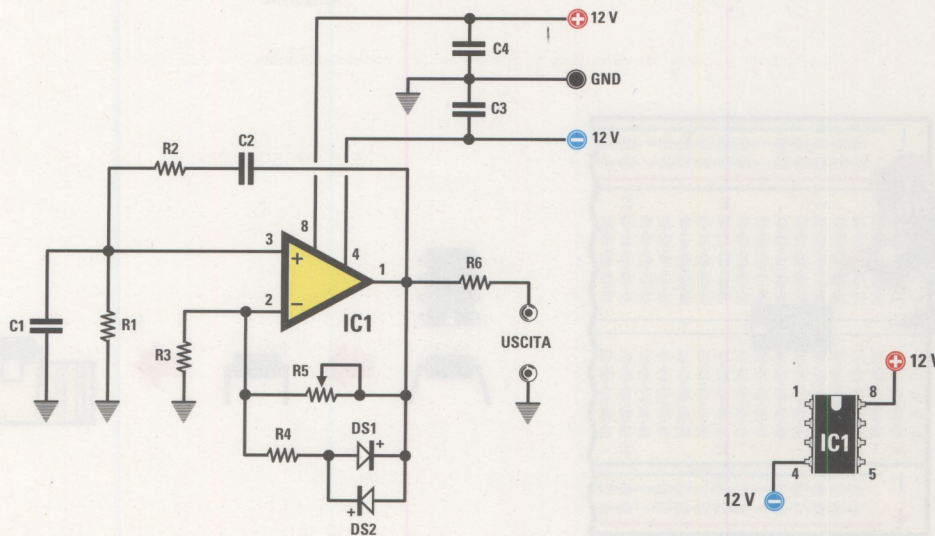 12 V
C4
GND
C3
12 V
R2
C2
8
3
4
+
1
R6
2
−
IC1
C1
R1
R3
USCITA
R5
R4
DS1
+
+
DS2
12 V
1
8
IC1
4
5
12 V